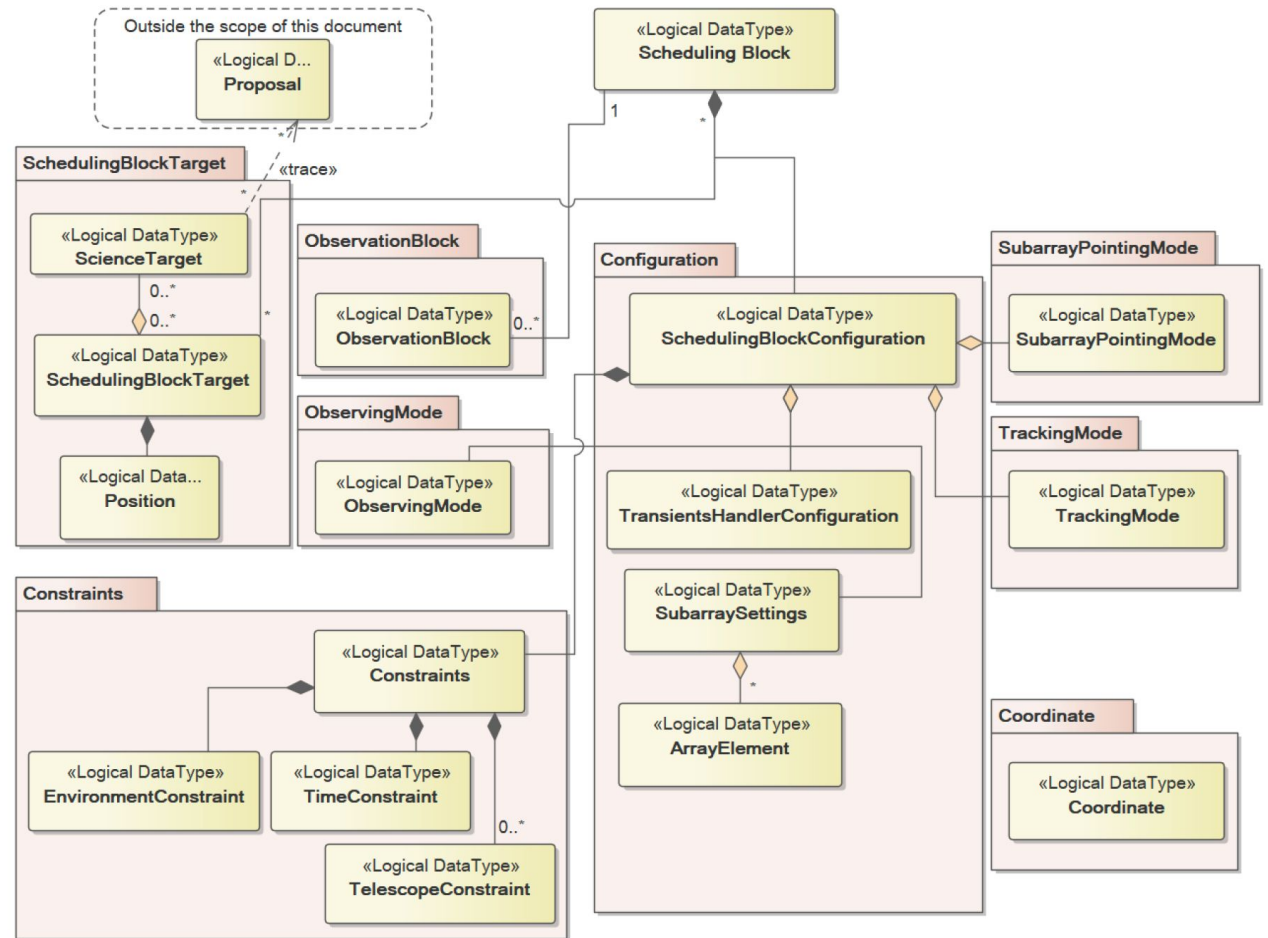 Outside the scope of this document
«Logical D...
Proposal
«Logical DataType»
Scheduling Block
1
*
*
«trace»
*
SchedulingBlockTarget
«Logical DataType»
ScienceTarget
0..*
0..*
*
«Logical DataType»
SchedulingBlockTarget
«Logical Data...
Position
ObservationBlock
«Logical DataType»
ObservationBlock
0..*
ObservingMode
«Logical DataType»
ObservingMode
Configuration
«Logical DataType»
SchedulingBlockConfiguration
«Logical DataType»
TransientsHandlerConfiguration
«Logical DataType»
SubarraySettings
*
«Logical DataType»
ArrayElement
SubarrayPointingMode
«Logical DataType»
SubarrayPointingMode
TrackingMode
«Logical DataType»
TrackingMode
Constraints
«Logical DataType»
Constraints
«Logical DataType»
EnvironmentConstraint
«Logical DataType»
TimeConstraint
0..*
«Logical DataType»
TelescopeConstraint
Coordinate
«Logical DataType»
Coordinate